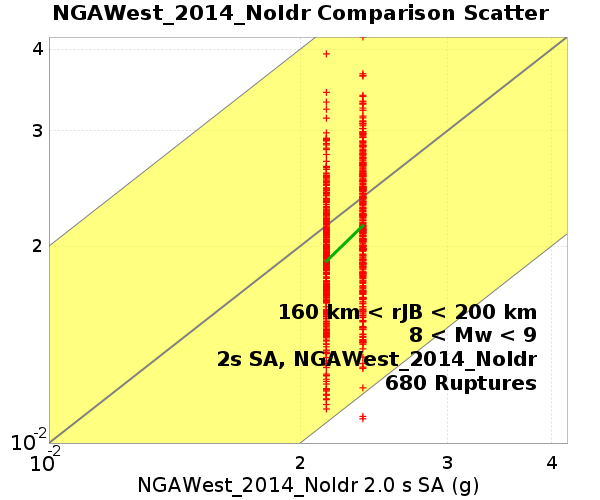 NGAWest_2014_NoIdr Comparison Scatter
4
3
2
160 km < rJB < 200 km
8 < Mw < 9
2s SA, NGAWest_2014_NoIdr
680 Ruptures
10-2
10-2 2 3 4
NGAWest_2014_NoIdr 2.0 s SA (g)